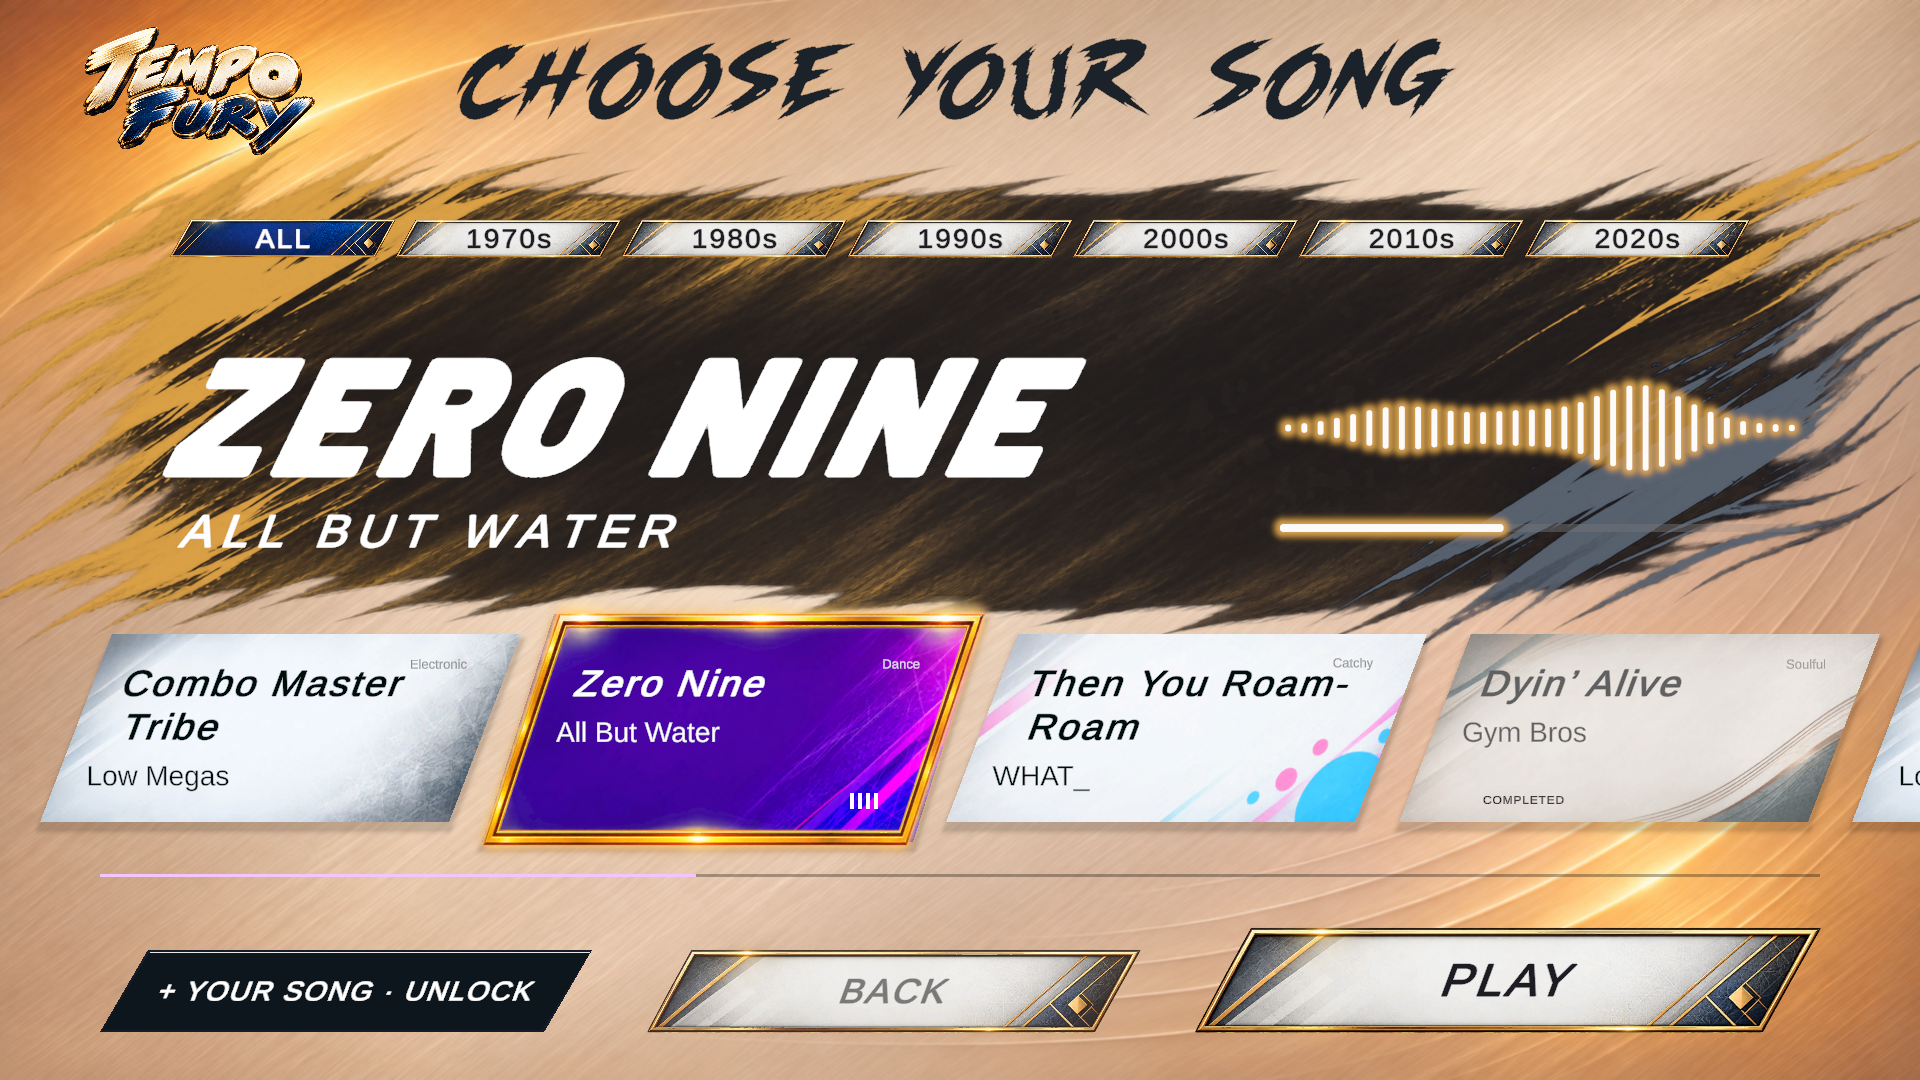 TEMPO
FURY
CHOOSE YOUR SONG
ALL
1970s
1980s
1990s
2000s
2010s
2020s
ZERO NINE
ALL BUT WATER
Electronic
Combo Master
Tribe
Low Megas
Dance
Zero Nine
All But Water
Catchy
Then You Roam-
Roam
WHAT_
Soulful
Dyin’ Alive
Gym Bros
COMPLETED
+ YOUR SONG · UNLOCK
BACK
PLAY